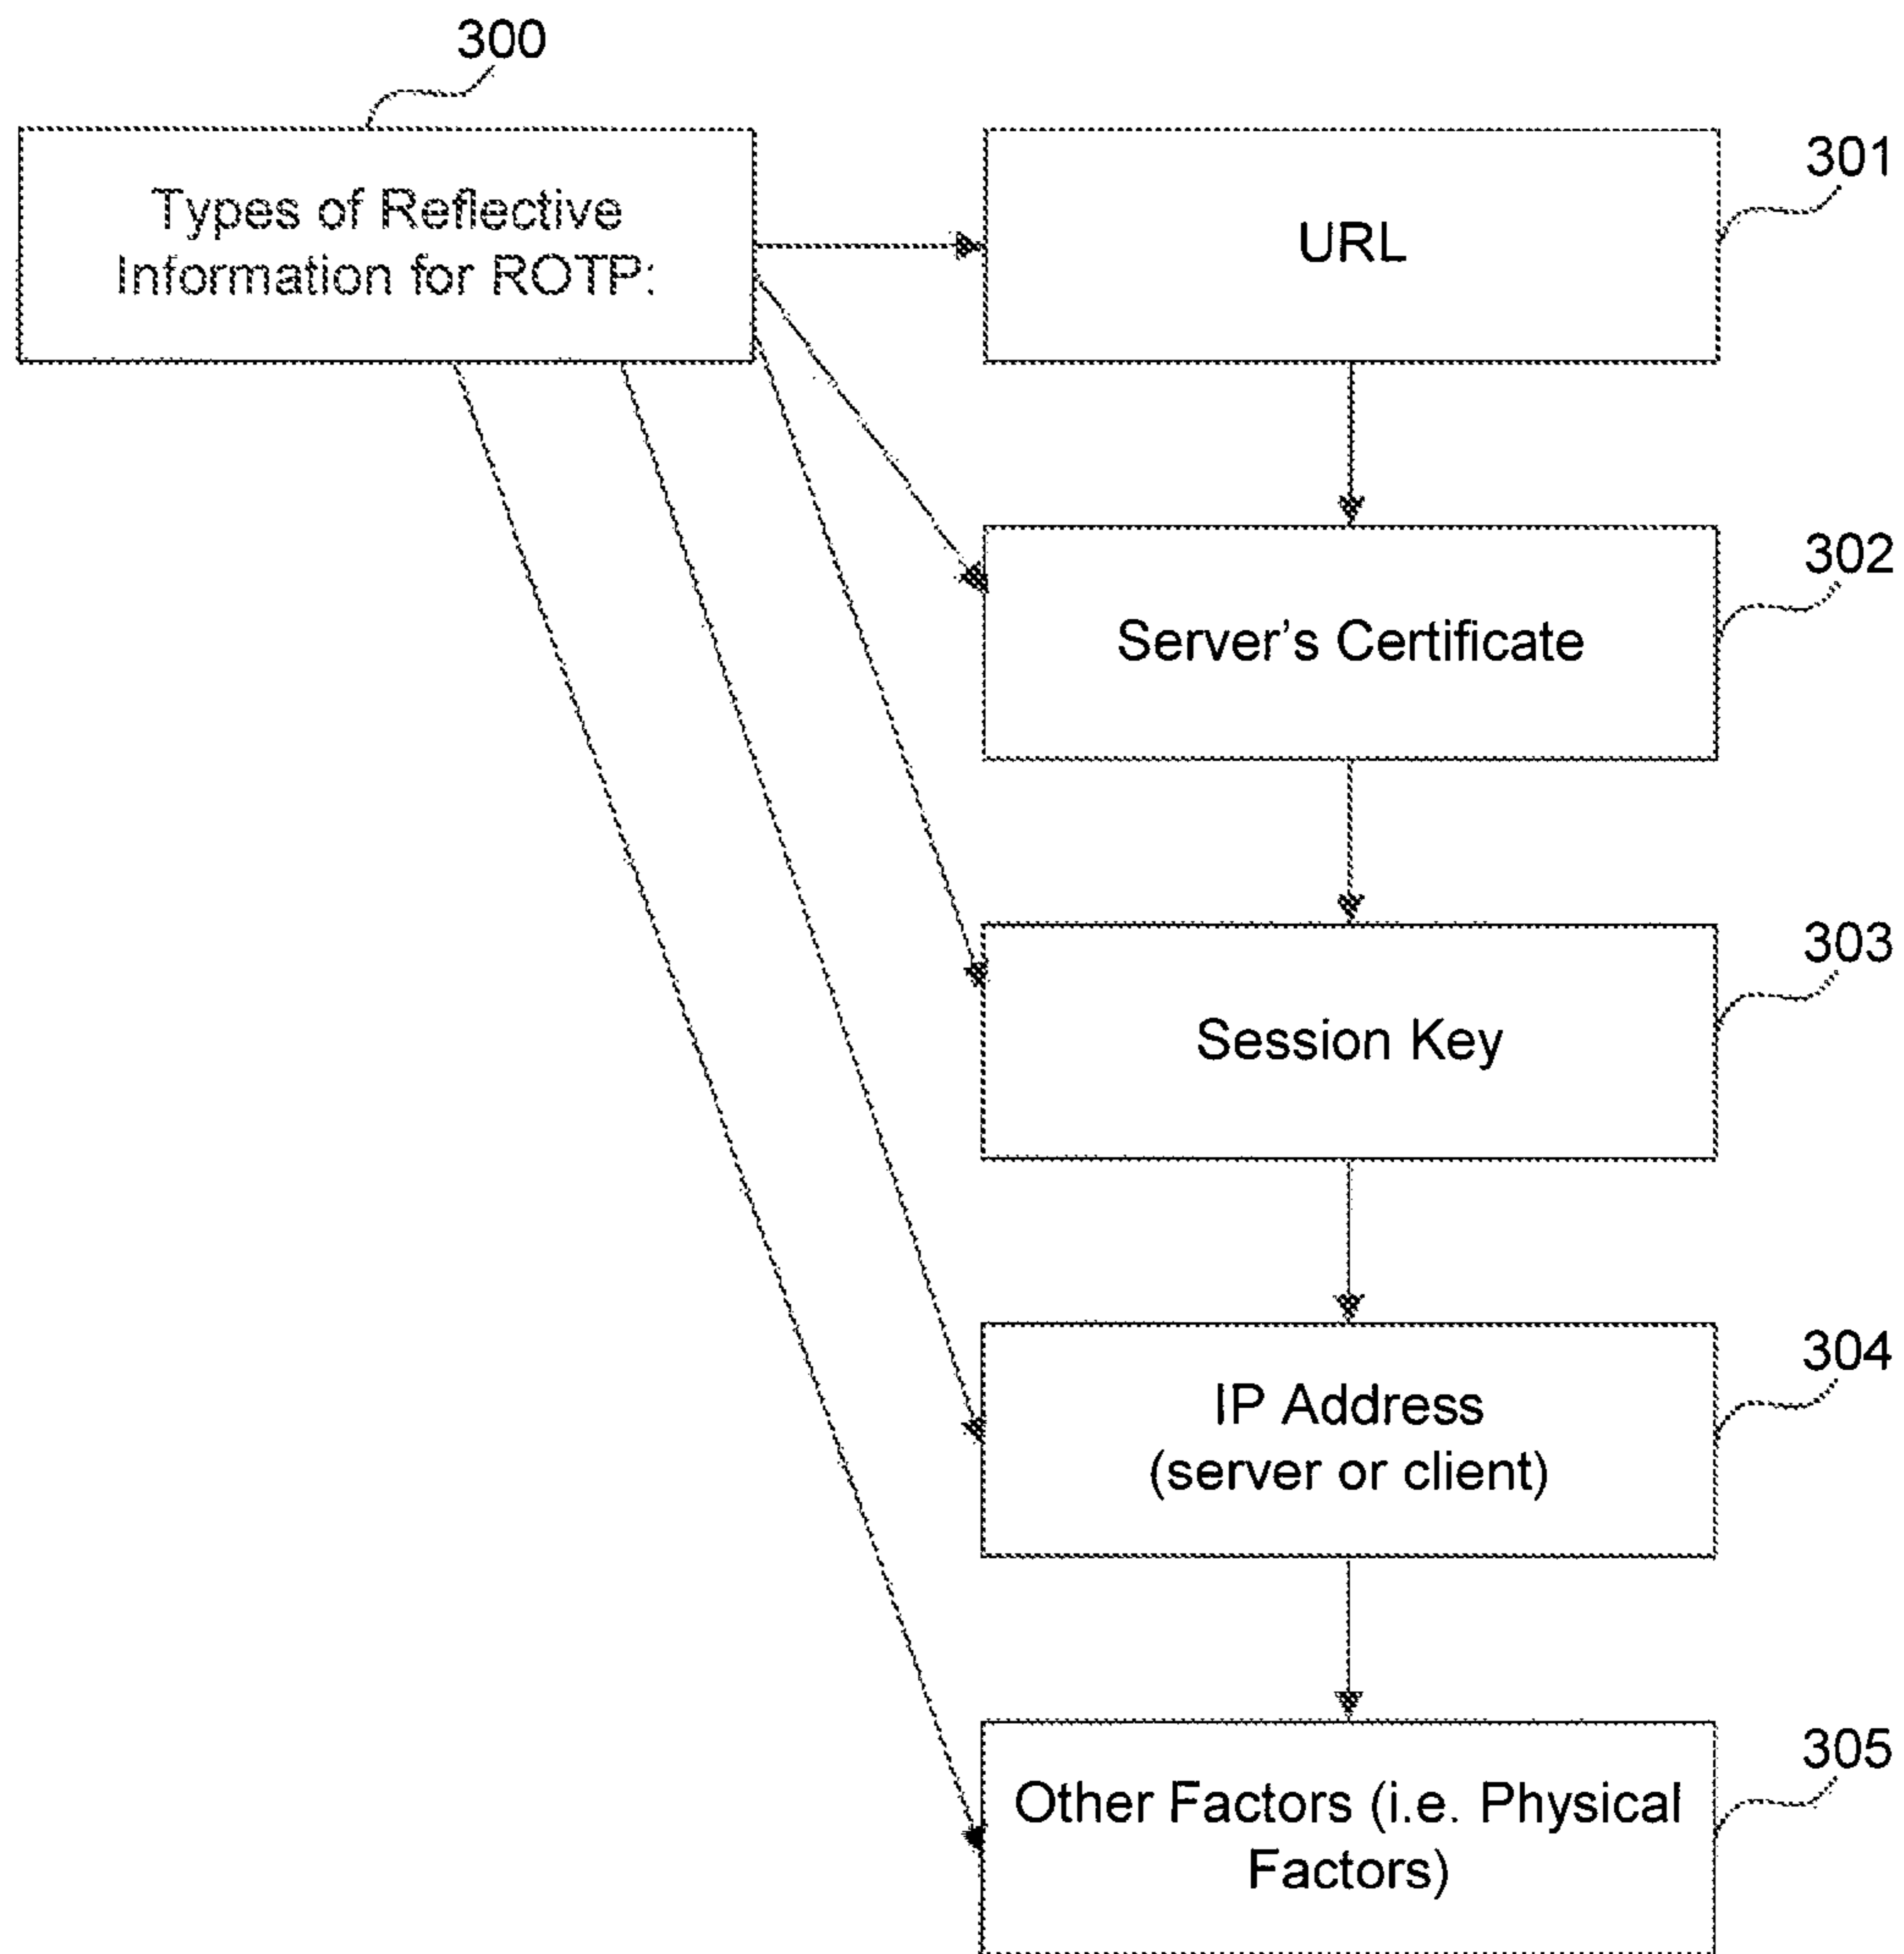 300
Types of Reflective
Information for ROTP:
301
URL
302
Server's Certificate
303
Session Key
304
IP Address
(server or client)
305
Other Factors (i.e. Physical
Factors)